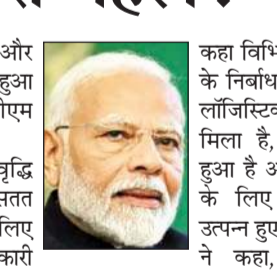 और
हुआ
एम
वृद्धि
सतत
लिए
कारी
कहा
के निर्बाध
लॉजिस्टि
मिला है,
हुआ है
के लिए
उत्पन्न हुए
ने कहा,